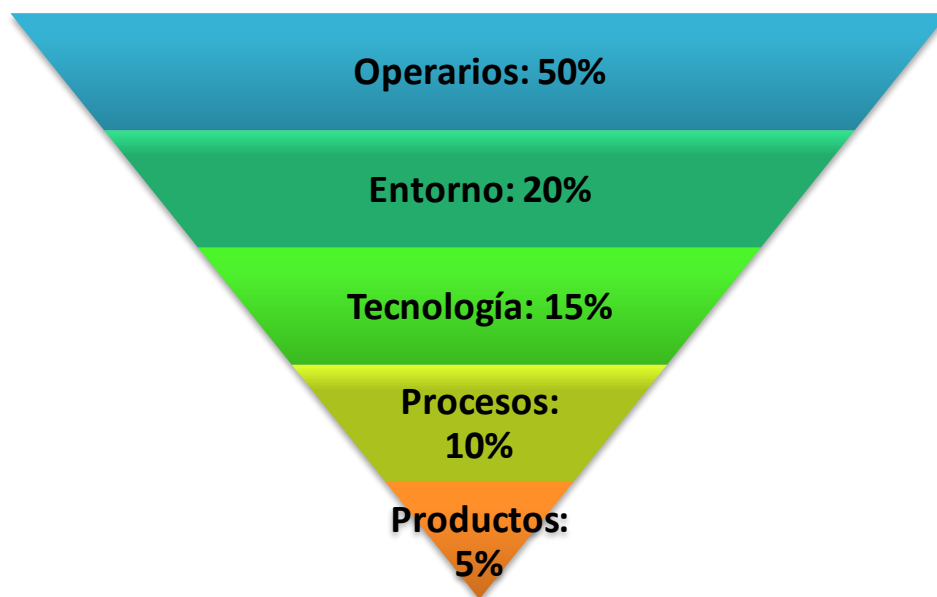 Operarios: 50%
Entorno: 20%
Tecnología: 15%
Procesos:
10%
Productos:
5%